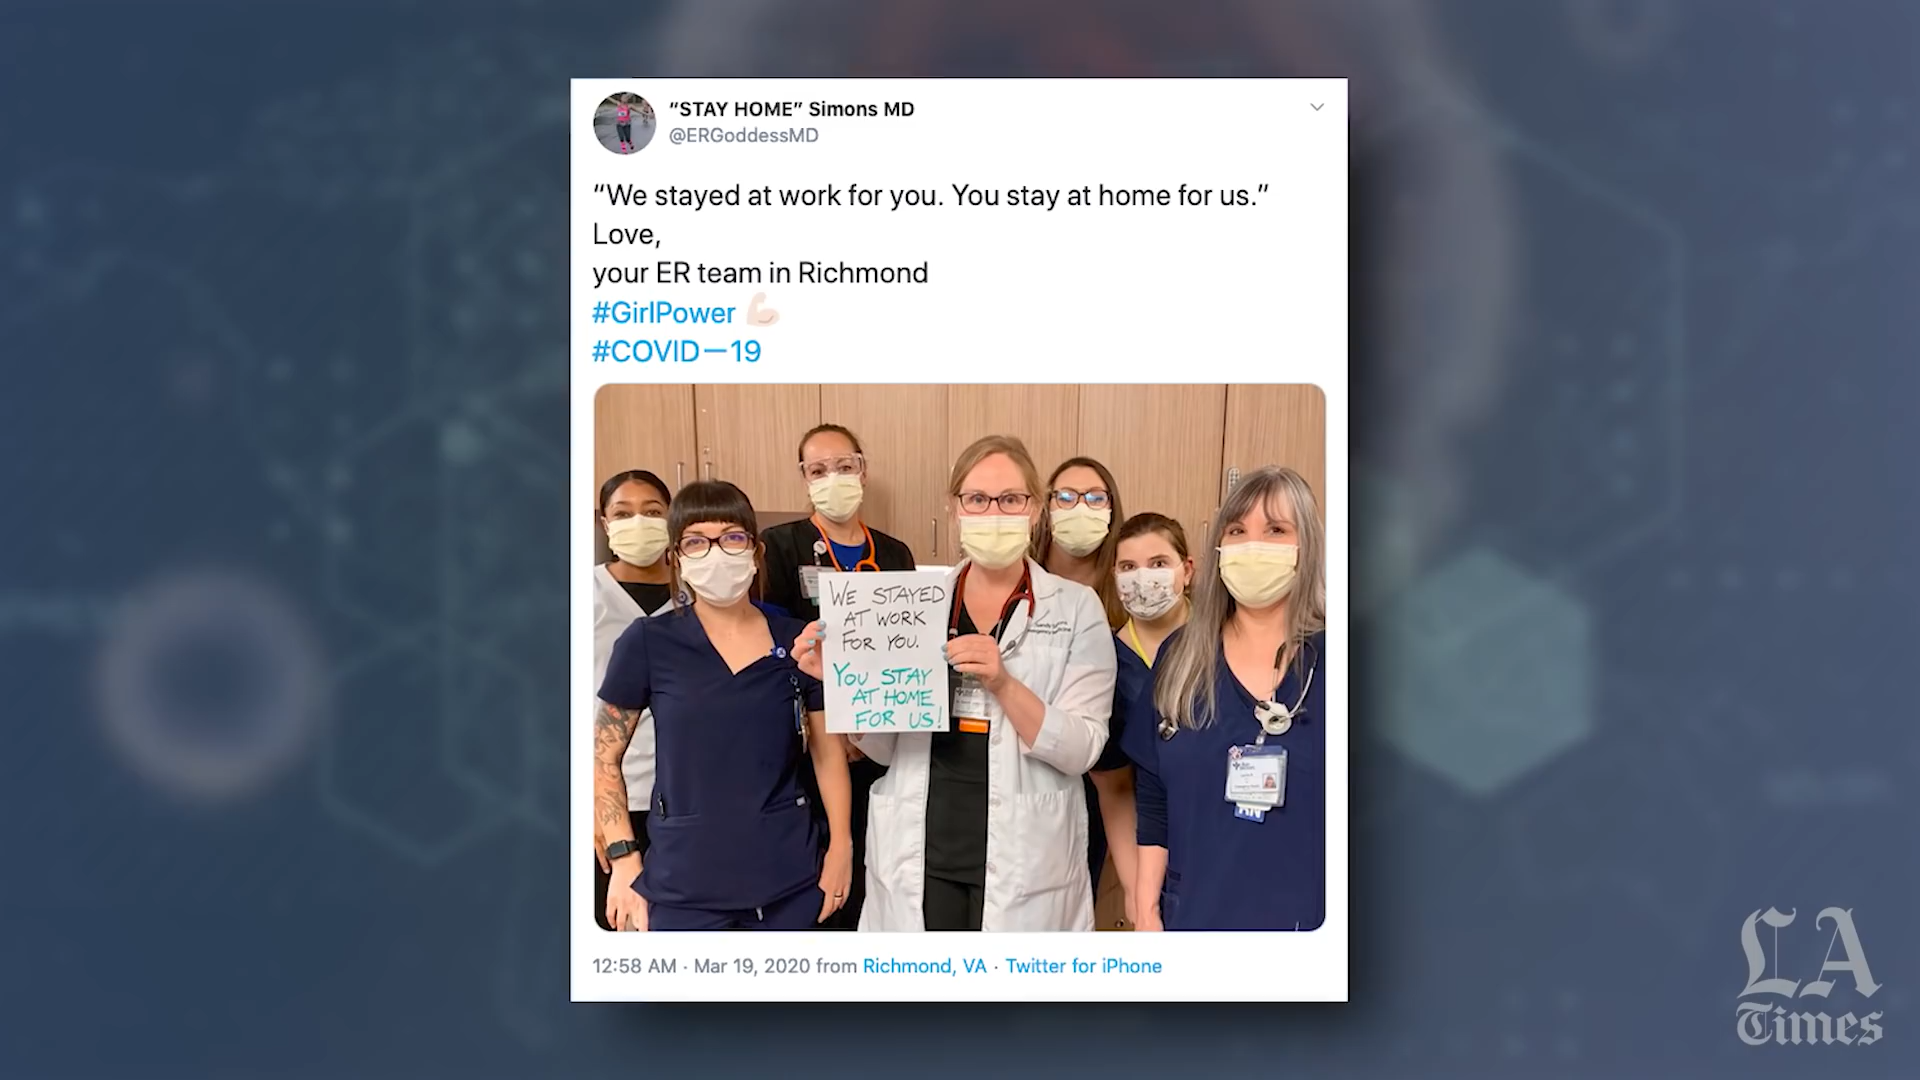 “STAY HOME” Simons MD
@ERGoddessMD
“We stayed at work for you. You stay at home for us.”
Love,
your ER team in Richmond
#GirlPower 💪🏻
#COVID—19
WE STAYED
AT WORK
FOR YOU.
YOU STAY
AT HOME
FOR US!
RN
12:58 AM · Mar 19, 2020 from Richmond, VA · Twitter for iPhone
LA
Times